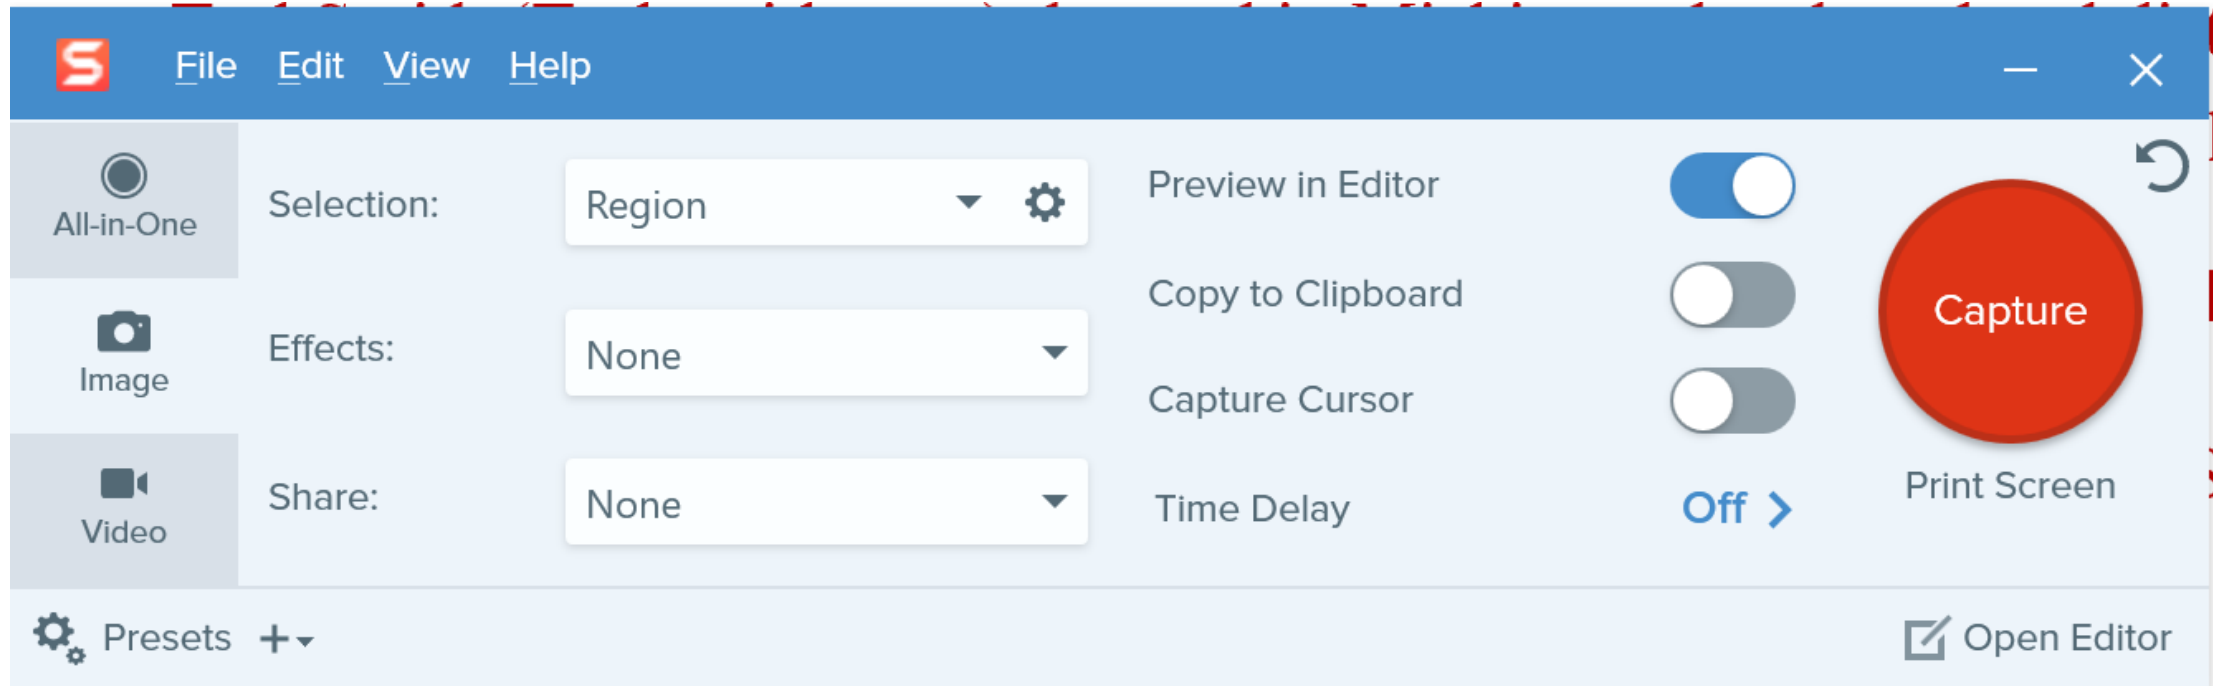 File Edit View Help
All-in-One
Selection: Region
Preview in Editor
Copy to Clipboard
Capture
Image
Effects: None
Capture Cursor
Video
Share: None
Time Delay Off
Print Screen
Presets
Open Editor